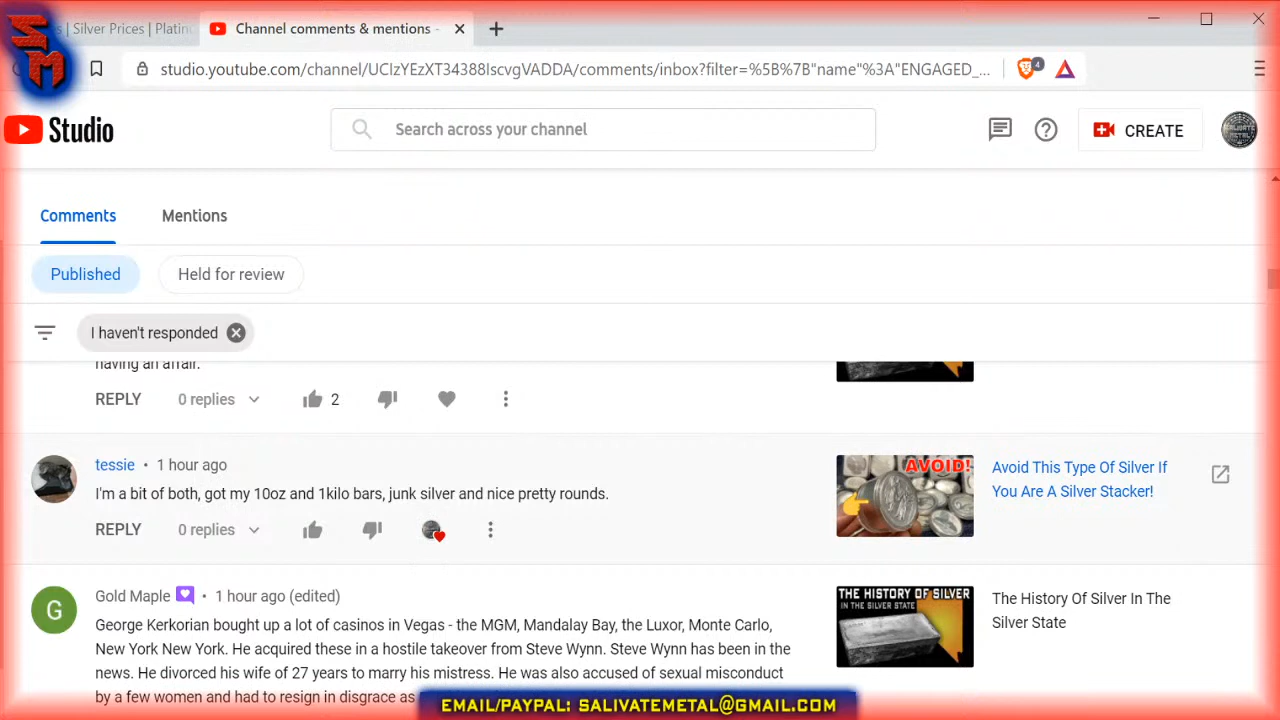 SM
s | Silver Prices | Platinu
Channel comments & mentions -
studio.youtube.com/channel/UCIzYEzXT34388IscvgVADDA/comments/inbox?filter=%5B%7B"name"%3A"ENGAGED_...
4
Studio
Search across your channel
CREATE
Comments
Mentions
Published
Held for review
I haven't responded
having an affair.
REPLY 0 replies 2
tessie • 1 hour ago
I'm a bit of both, got my 10oz and 1kilo bars, junk silver and nice pretty rounds.
REPLY 0 replies
AVOID!
Avoid This Type Of Silver If
You Are A Silver Stacker!
G
Gold Maple • 1 hour ago (edited)
George Kerkorian bought up a lot of casinos in Vegas - the MGM, Mandalay Bay, the Luxor, Monte Carlo,
New York New York. He acquired these in a hostile takeover from Steve Wynn. Steve Wynn has been in the
news. He divorced his wife of 27 years to marry his mistress. He was also accused of sexual misconduct
by a few women and had to resign in disgrace as
THE HISTORY OF SILVER
IN THE SILVER STATE
The History Of Silver In The
Silver State
EMAIL/PAYPAL: SALIVATEMETAL@GMAIL.COM